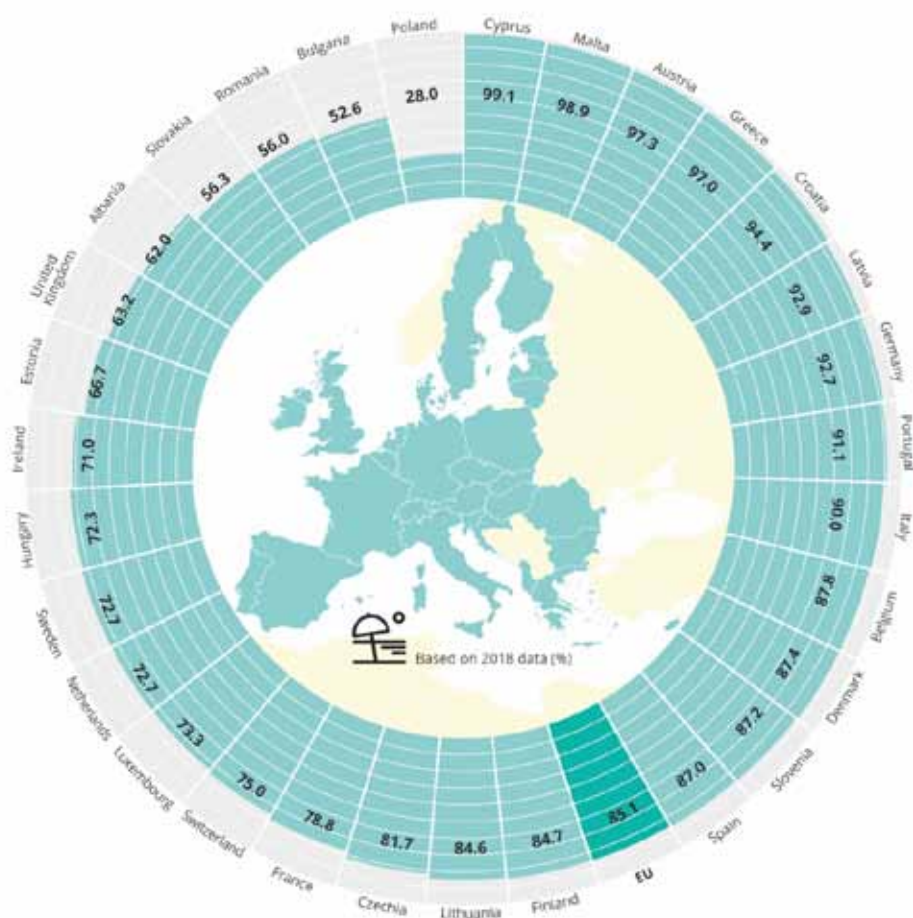 Cyprus
99.1
Malta
98.9
Austria
97.3
Greece
97.0
Croatia
94.4
Latvia
92.9
Germany
92.7
Portugal
91.1
Italy
90.0
Belgium
87.8
Denmark
87.4
Slovenia
87.2
Spain
87.0
EU
85.1
Finland
84.7
Lithuania
84.6
Czechia
81.7
France
78.8
Switzerland
75.0
Luxembourg
73.3
Netherlands
72.7
Sweden
72.7
Hungary
72.3
Ireland
71.0
Estonia
66.7
United
Kingdom
63.2
Albania
62.0
Slovakia
56.3
Romania
56.0
Bulgaria
52.6
Poland
28.0
Based on 2018 data (%)